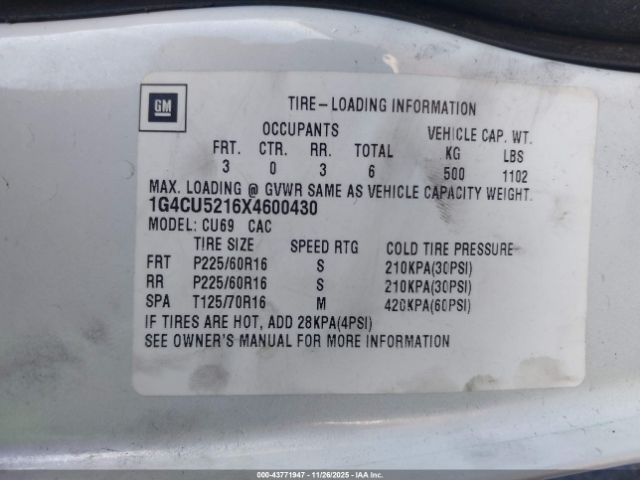 GM
TIRE-LOADING INFORMATION
OCCUPANTS VEHICLE CAP. WT.
FRT. CTR. RR. TOTAL KG LBS
3 0 3 6 500 1102
MAX. LOADING @ GVWR SAME AS VEHICLE CAPACITY WEIGHT.
1G4CU5216X4600430
MODEL: CU69 CAC
TIRE SIZE SPEED RTG COLD TIRE PRESSURE
FRT P225/60R16 S 210KPA(30PSI)
RR P225/60R16 S 210KPA(30PSI)
SPA T125/70R16 M 420KPA(60PSI)
IF TIRES ARE HOT, ADD 28KPA(4PSI)
SEE OWNER'S MANUAL FOR MORE INFORMATION
000-43771947 - 11/26/2025 - IAAI.COM